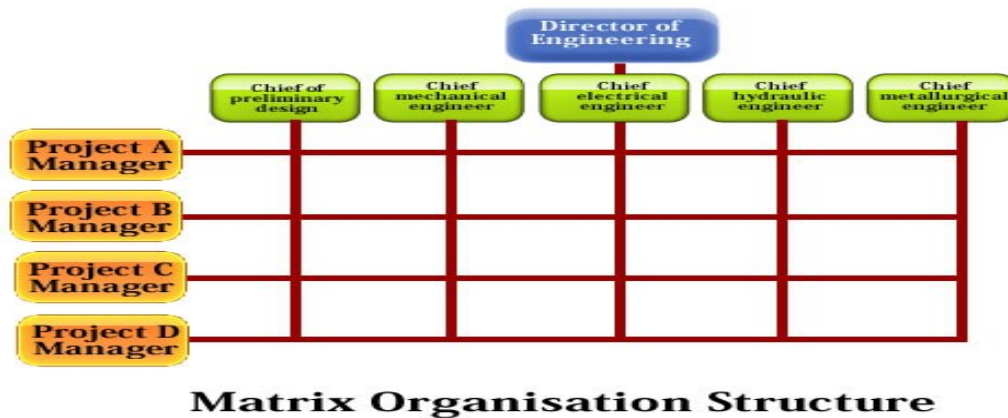 Director of
Engineering
Chief of
preliminary
design
Chief
mechanical
engineer
Chief
electrical
engineer
Chief
hydraulic
engineer
Chief
metallurgical
engineer
Project A
Manager
Project B
Manager
Project C
Manager
Project D
Manager
Matrix Organisation Structure